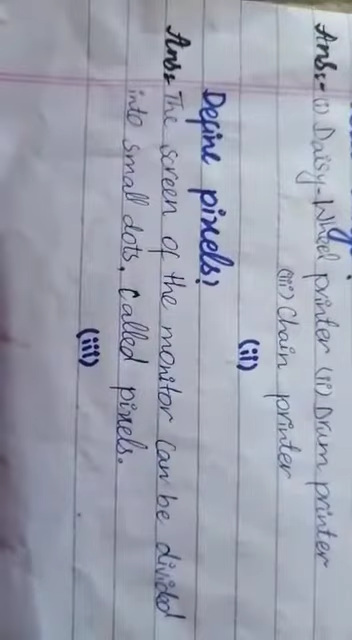 Ans:- (i) Daisy-Wheel printer (ii) Drum printer
(iii) Chain printer
(ii)
Define pixels?
Ans:- The screen of the monitor can be divided
into small dots, called pixels.
(iii)